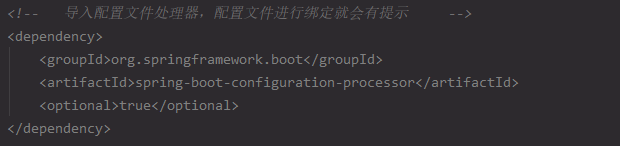 <!--   导入配置文件处理器，配置文件进行绑定就会有提示     -->
<dependency>
    <groupId>org.springframework.boot</groupId>
    <artifactId>spring-boot-configuration-processor</artifactId>
    <optional>true</optional>
</dependency>